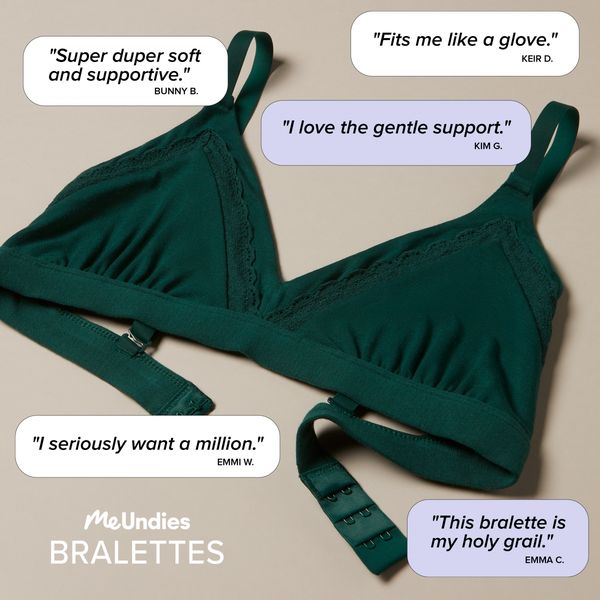 "Super duper soft
and supportive."
BUNNY B.
"Fits me like a glove."
KEIR D.
"I love the gentle support."
KIM G.
"I seriously want a million."
EMMI W.
"This bralette is
my holy grail."
EMMA C.
MeUndies
BRALETTES